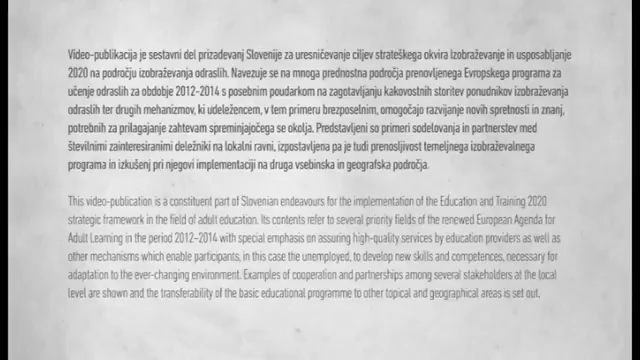 Video-publikacija je sestavni del prizadevanj Slovenije za uresničevanje ciljev strateškega okvira Izobraževanje in usposabljanje
2020 na področju izobraževanja odraslih. Navezuje se na mnoga prednostna področja prenovljenega Evropskega programa za
učenje odraslih za obdobje 2012-2014 s posebnim poudarkom na zagotavljanju kakovostnih storitev ponudnikov izobraževanja
odraslih ter drugih mehanizmov, ki udeležencem, v tem primeru brezposelnim, omogočajo razvijanje novih spretnosti in znanj,
potrebnih za prilagajanje zahtevam spreminjajočega se okolja. Predstavljeni so primeri sodelovanja in partnerstev med
številnimi zainteresiranimi deležniki na lokalni ravni, izpostavljena pa je tudi prenosljivost temeljnega izobraževalnega
programa in izkušenj pri njegovi implementaciji na druga vsebinska in geografska področja.
This video-publication is a constituent part of Slovenian endeavours for the implementation of the Education and Training 2020
strategic framework in the field of adult education. Its contents refer to several priority fields of the renewed European Agenda for
Adult Learning in the period 2012-2014 with special emphasis on assuring high-quality services by education providers as well as
other mechanisms which enable participants, in this case the unemployed, to develop new skills and competences, necessary for
adaptation to the ever-changing environment. Examples of cooperation and partnerships among several stakeholders at the local
level are shown and the transferability of the basic educational programme to other topical and geographical areas is set out.